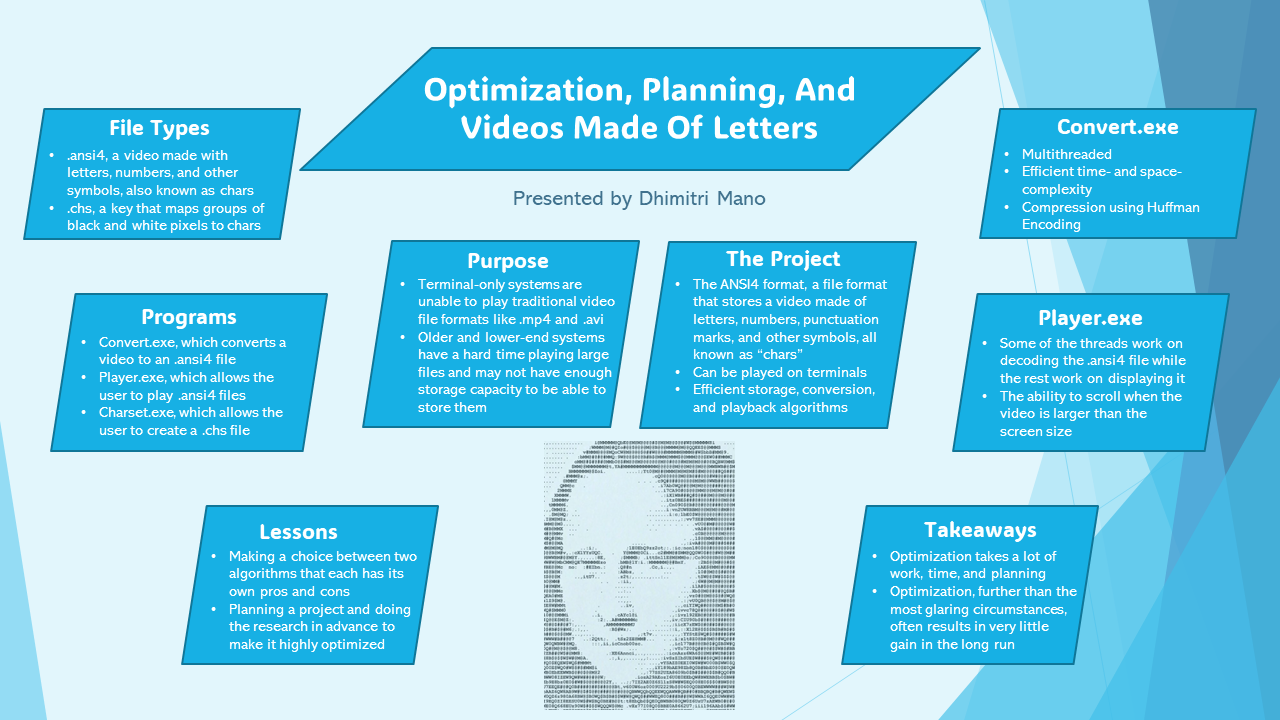 Optimization, Planning, And
Videos Made Of Letters
Presented by Dhimitri Mano
File Types
• .ansi4, a video made with
letters, numbers, and other
symbols, also known as chars
• .chs, a key that maps groups of
black and white pixels to chars
Convert.exe
• Multithreaded
• Efficient time- and space-
complexity
• Compression using Huffman
Encoding
Purpose
• Terminal-only systems are
unable to play traditional video
file formats like .mp4 and .avi
• Older and lower-end systems
have a hard time playing large
files and may not have enough
storage capacity to be able to
store them
The Project
• The ANSI4 format, a file format
that stores a video made of
letters, numbers, punctuation
marks, and other symbols, all
known as “chars”
• Can be played on terminals
• Efficient storage, conversion,
and playback algorithms
Programs
• Convert.exe, which converts a
video to an .ansi4 file
• Player.exe, which allows the
user to play .ansi4 files
• Charset.exe, which allows the
user to create a .chs file
Player.exe
• Some of the threads work on
decoding the .ansi4 file while
the rest work on displaying it
• The ability to scroll when the
video is larger than the
screen size
Lessons
• Making a choice between two
algorithms that each has its
own pros and cons
• Planning a project and doing
the research in advance to
make it highly optimized
Takeaways
• Optimization takes a lot of
work, time, and planning
• Optimization, further than the
most glaring circumstances,
often results in very little
gain in the long run